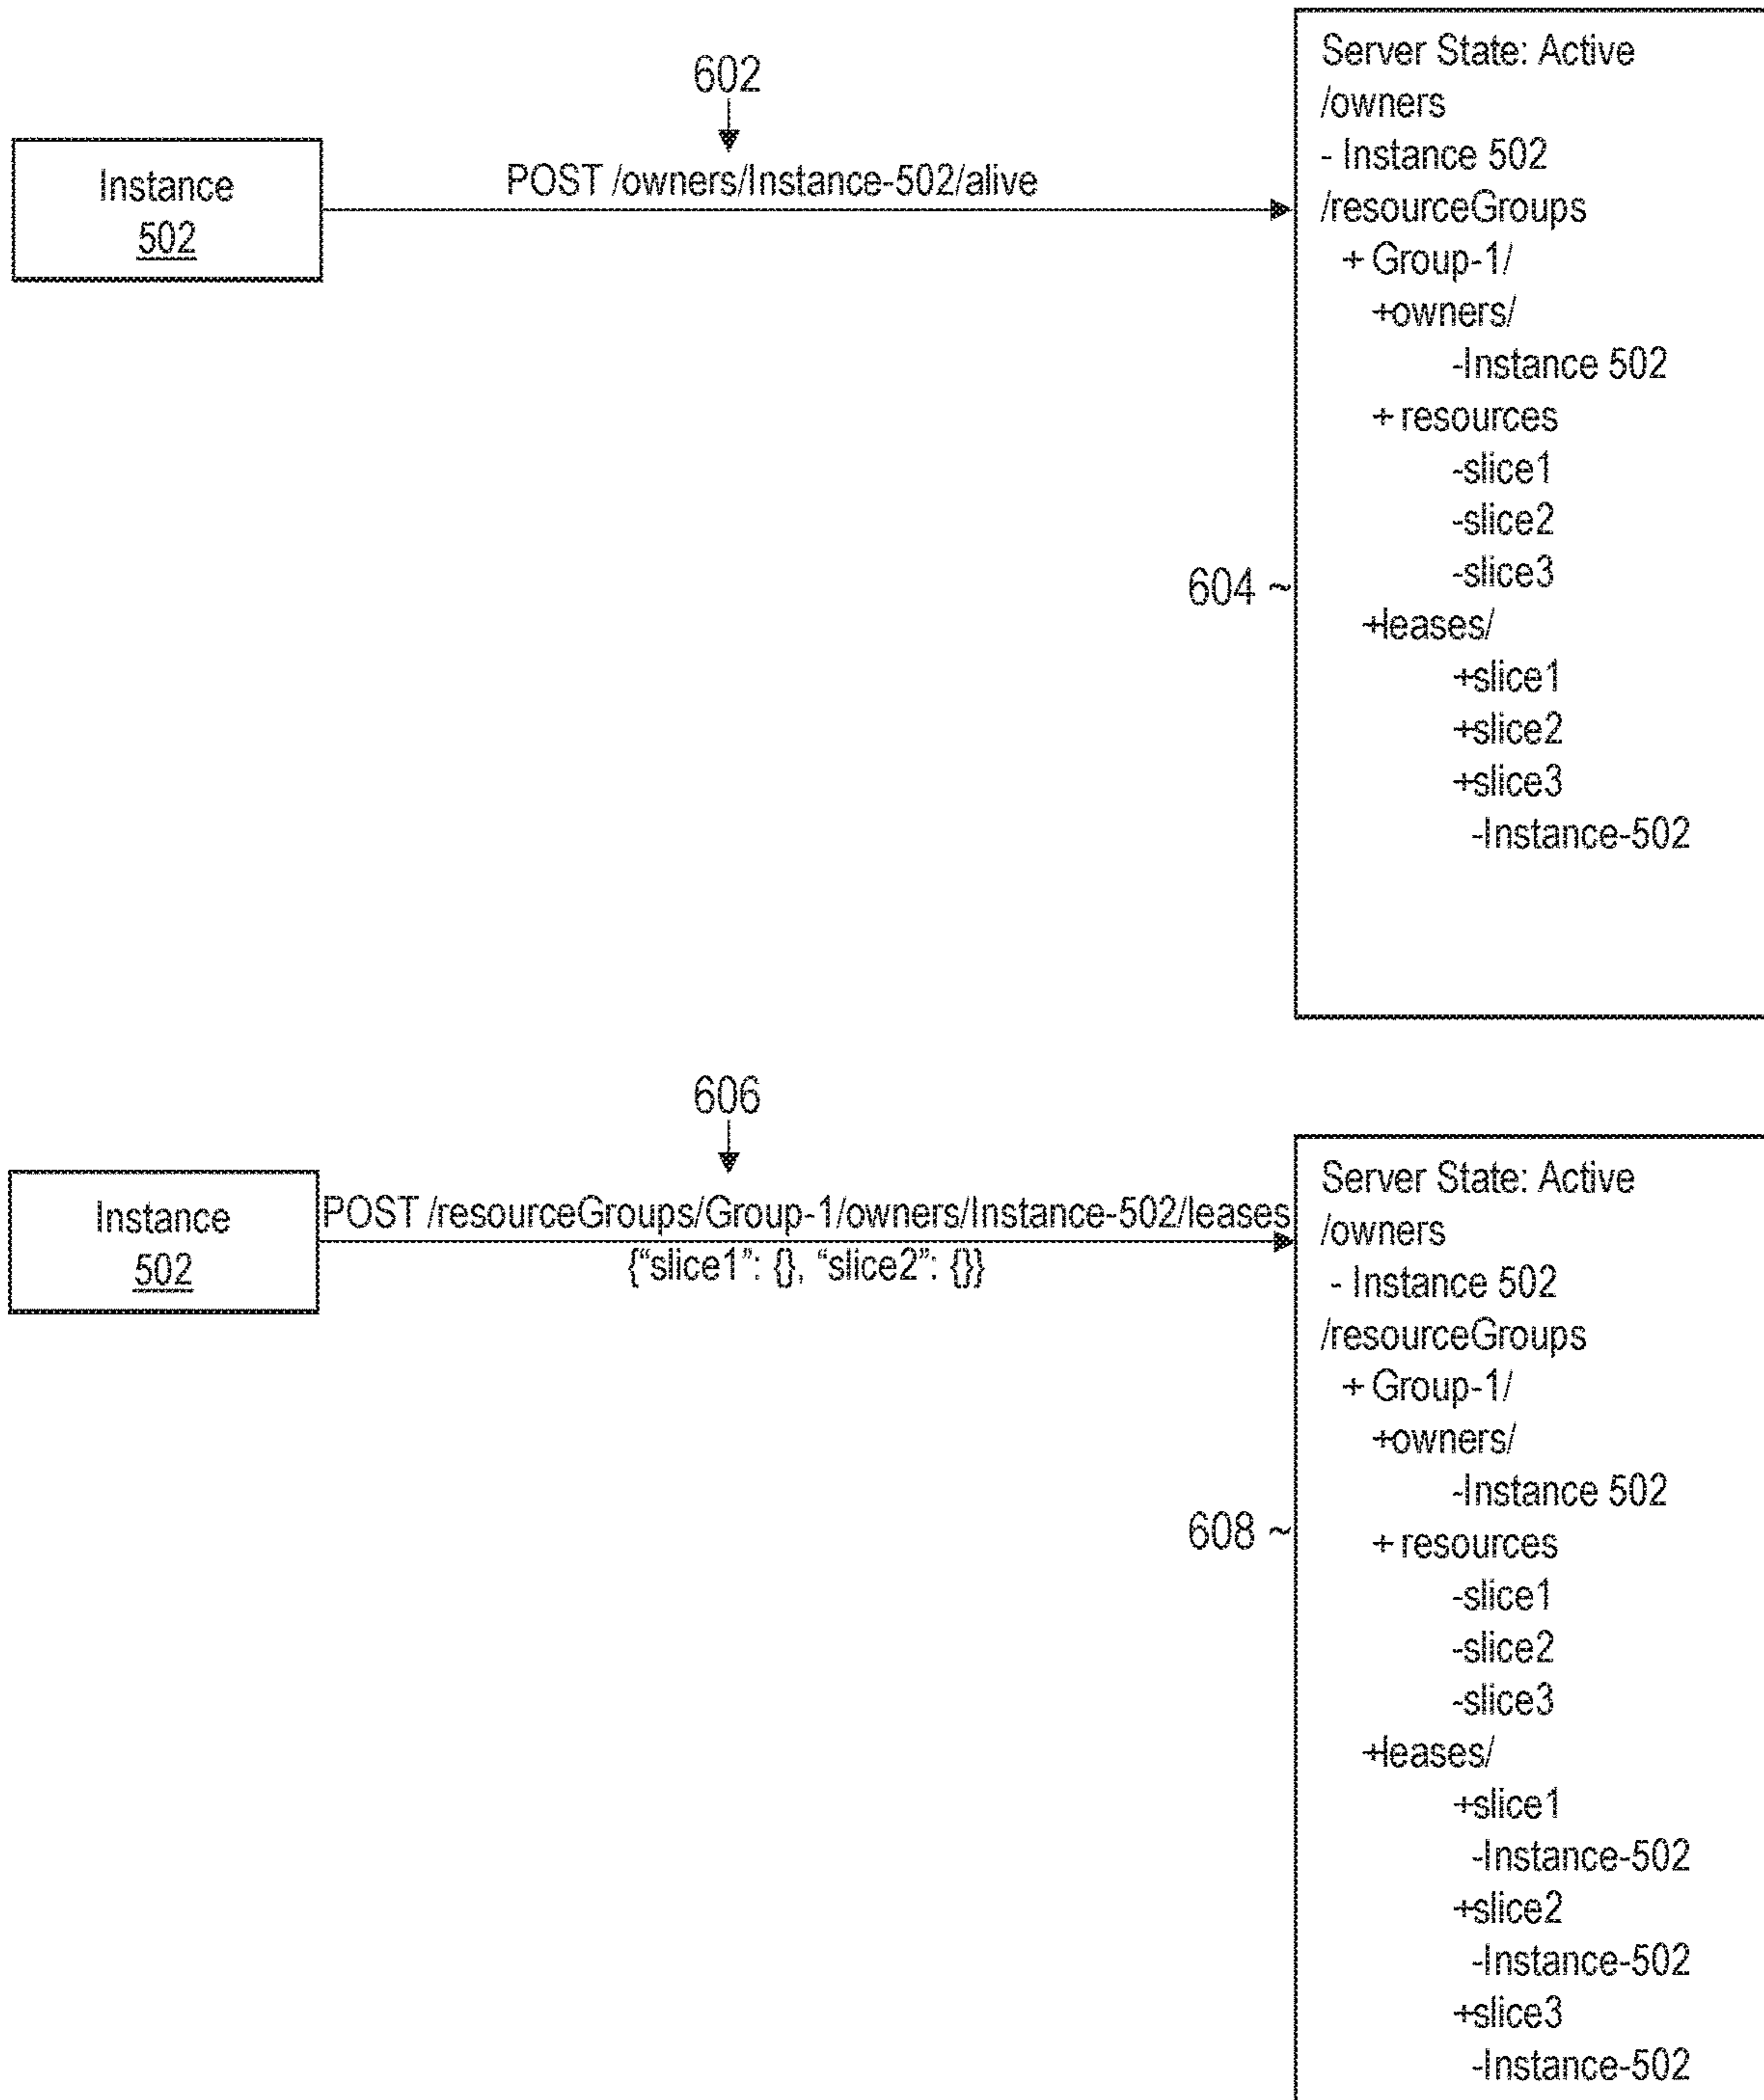 602
Instance
502
POST /owners/Instance-502/alive
Server State: Active
/owners
- Instance 502
/resourceGroups
+ Group-1/
+owners/
-Instance 502
+ resources
-slice1
-slice2
-slice3
604 ~
+leases/
+slice1
+slice2
+slice3
-Instance-502
606
Instance
502
POST /resourceGroups/Group-1/owners/Instance-502/leases
{“slice1”: {}, “slice2”: {}}
Server State: Active
/owners
- Instance 502
/resourceGroups
+ Group-1/
+owners/
-Instance 502
608 ~
+ resources
-slice1
-slice2
-slice3
+leases/
+slice1
-Instance-502
+slice2
-Instance-502
+slice3
-Instance-502